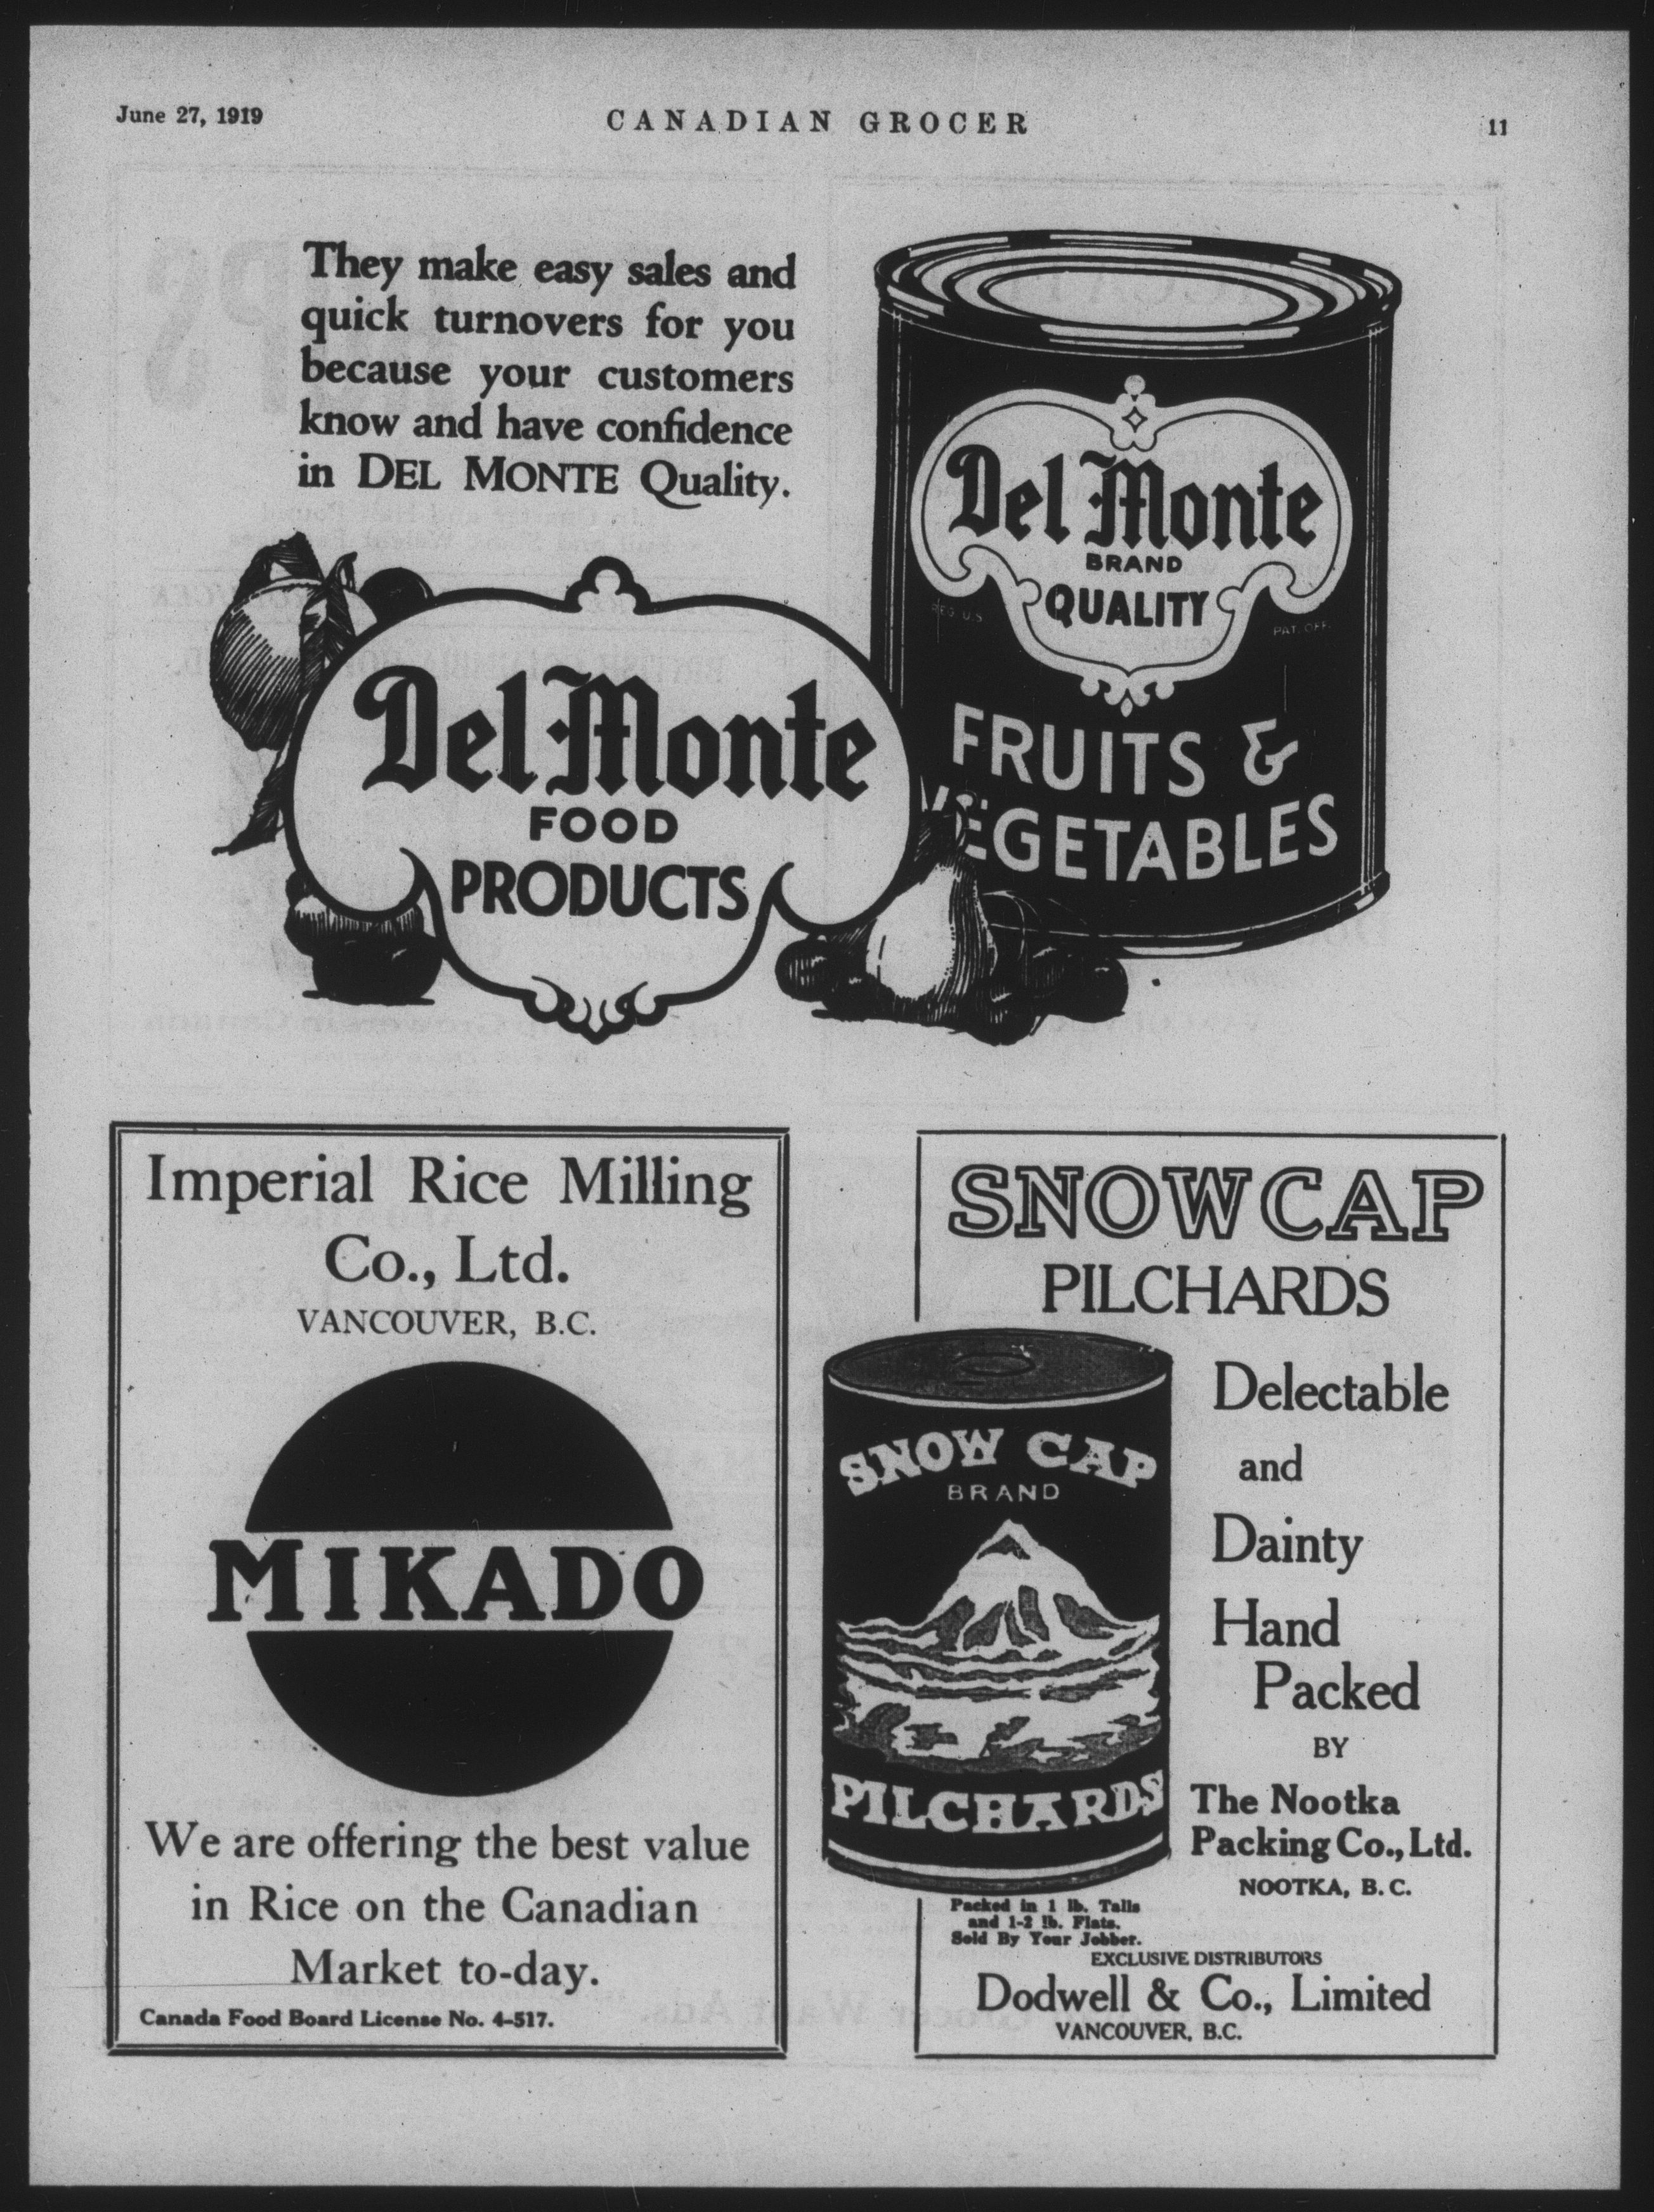 June 27, 1919
CANADIAN GROCER
11
They make easy sales and
quick turnovers for you
because your customers
know and have confidence
in DEL MONTE Quality.
Del Monte
BRAND
QUALITY
REG. U.S.
PAT. OFF.
FRUITS &
VEGETABLES
Del Monte
FOOD
PRODUCTS
Imperial Rice Milling
Co., Ltd.
VANCOUVER, B.C.
MIKADO
We are offering the best value
in Rice on the Canadian
Market to-day.
Canada Food Board License No. 4-517.
SNOWCAP
PILCHARDS
SNOW CAP
BRAND
PILCHARDS
Delectable
and
Dainty
Hand
Packed
BY
The Nootka
Packing Co., Ltd.
NOOTKA, B.C.
Packed in 1 lb. Talls
and 1-2 lb. Flats.
Sold By Your Jobber.
EXCLUSIVE DISTRIBUTORS
Dodwell & Co., Limited
VANCOUVER, B.C.